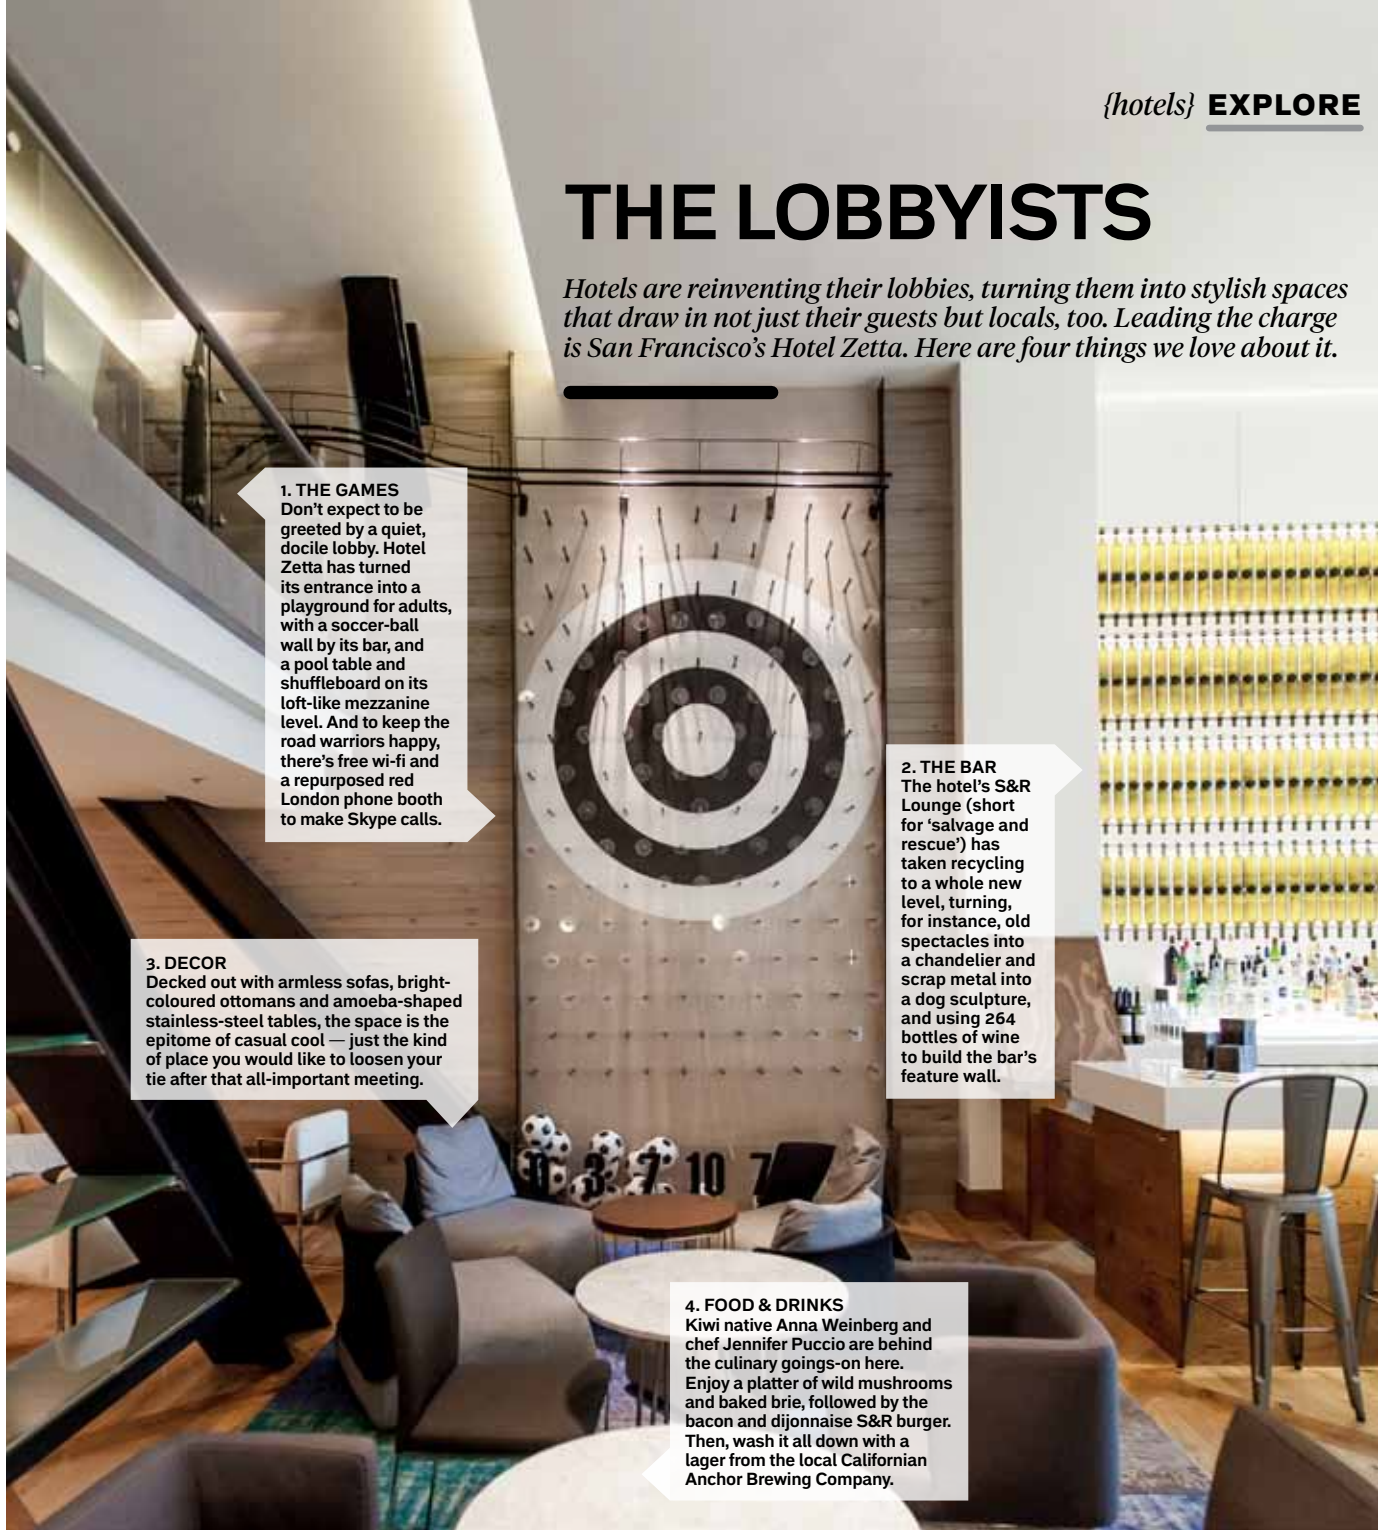 {hotels} EXPLORE
THE LOBBYISTS
Hotels are reinventing their lobbies, turning them into stylish spaces
that draw in not just their guests but locals, too. Leading the charge
is San Francisco’s Hotel Zetta. Here are four things we love about it.
1. THE GAMES
Don’t expect to be
greeted by a quiet,
docile lobby. Hotel
Zetta has turned
its entrance into a
playground for adults,
with a soccer-ball
wall by its bar, and
a pool table and
shuffleboard on its
loft-like mezzanine
level. And to keep the
road warriors happy,
there’s free wi-fi and
a repurposed red
London phone booth
to make Skype calls.
2. THE BAR
The hotel’s S&R
Lounge (short
for ‘salvage and
rescue’) has
taken recycling
to a whole new
level, turning,
for instance, old
spectacles into
a chandelier and
scrap metal into
a dog sculpture,
and using 264
bottles of wine
to build the bar’s
feature wall.
3. DECOR
Decked out with armless sofas, bright-
coloured ottomans and amoeba-shaped
stainless-steel tables, the space is the
epitome of casual cool — just the kind
of place you would like to loosen your
tie after that all-important meeting.
0 3 7 10 7
4. FOOD & DRINKS
Kiwi native Anna Weinberg and
chef Jennifer Puccio are behind
the culinary goings-on here.
Enjoy a platter of wild mushrooms
and baked brie, followed by the
bacon and dijonnaise S&R burger.
Then, wash it all down with a
lager from the local Californian
Anchor Brewing Company.